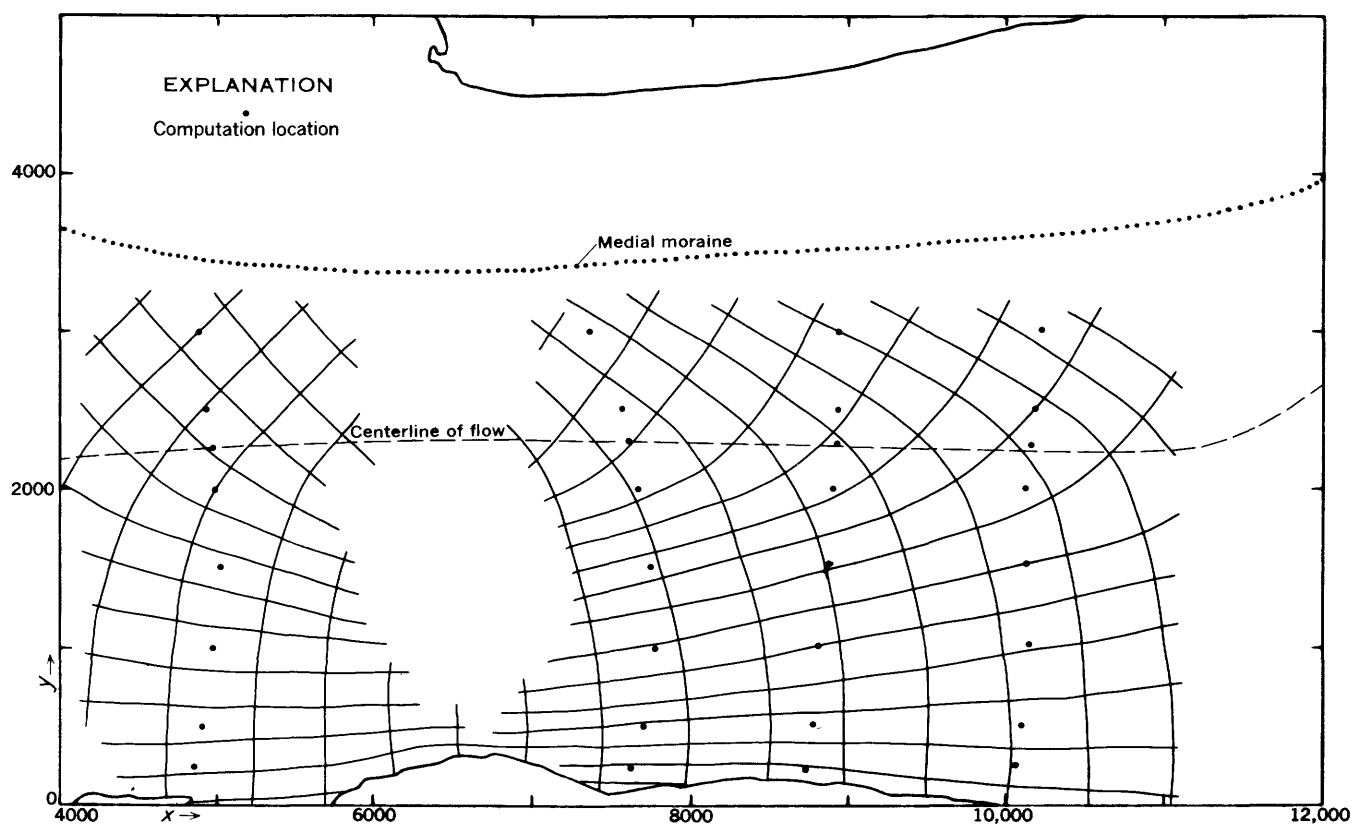 EXPLANATION
Computation location
4000
Medial moraine
Centerline of flow
2000
y →
0
4000
x →
6000
8000
10,000
12,000